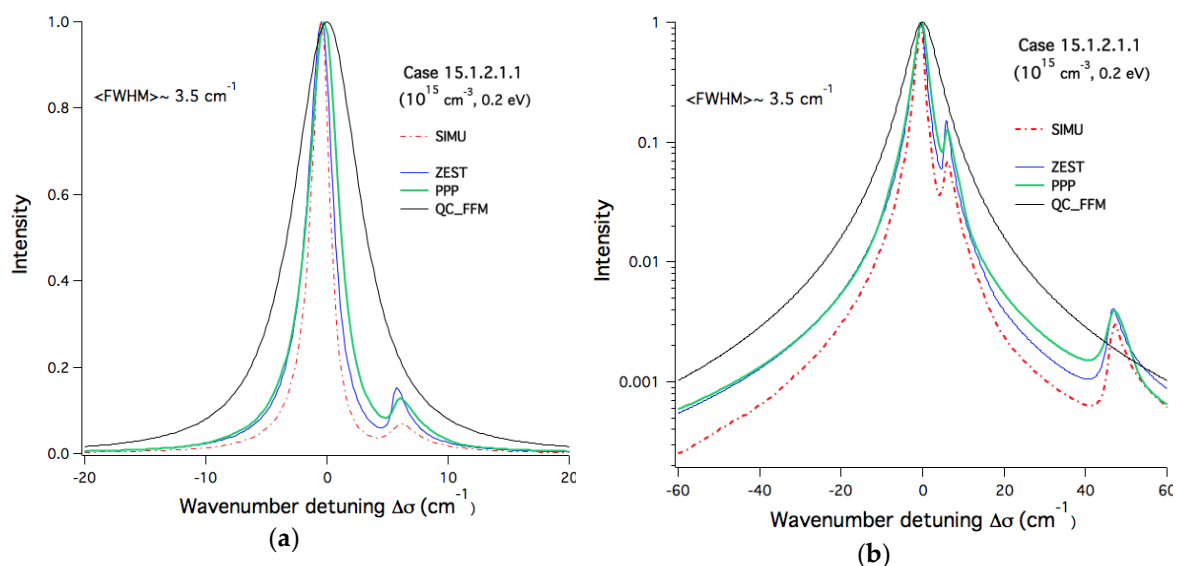 1.0
0.8
0.6
0.4
0.2
0.0
Intensity
<FWHM>~ 3.5 cm-1
Case 15.1.2.1.1
(10^15 cm^-3, 0.2 eV)
SIMU
ZEST
PPP
QC_FFM
-20 -10 0 10 20
Wavenumber detuning Δσ (cm^-1)
(a)
1
0.1
0.01
0.001
Intensity
<FWHM>~ 3.5 cm-1
Case 15.1.2.1.1
(10^15 cm^-3, 0.2 eV)
SIMU
ZEST
PPP
QC_FFM
-60 -40 -20 0 20 40 60
Wavenumber detuning Δσ (cm^-1)
(b)